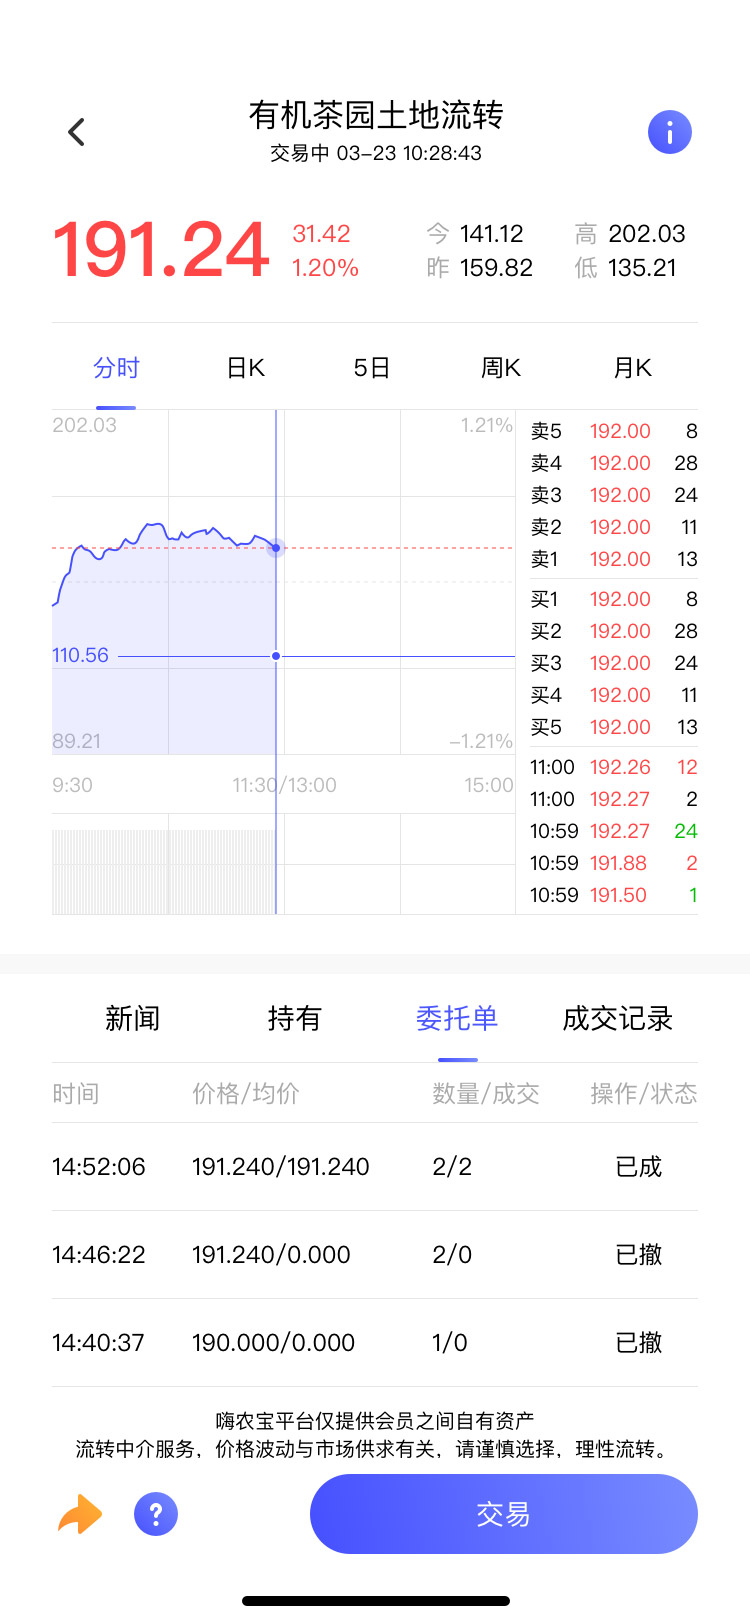 有机茶园土地流转
交易中 03-23 10:28:43
191.24
31.42
1.20%
今 141.12
高 202.03
昨 159.82
低 135.21
分时 日K 5日 周K 月K
202.03 1.21%
110.56
89.21 -1.21%
9:30 11:30/13:00 15:00
卖5 192.00 8
卖4 192.00 28
卖3 192.00 24
卖2 192.00 11
卖1 192.00 13
买1 192.00 8
买2 192.00 28
买3 192.00 24
买4 192.00 11
买5 192.00 13
11:00 192.26 12
11:00 192.27 2
10:59 192.27 24
10:59 191.88 2
10:59 191.50 1
新闻 持有 委托单 成交记录
时间 价格/均价 数量/成交 操作/状态
14:52:06 191.240/191.240 2/2 已成
14:46:22 191.240/0.000 2/0 已撤
14:40:37 190.000/0.000 1/0 已撤
嗨农宝平台仅提供会员之间自有资产
流转中介服务，价格波动与市场供求有关，请谨慎选择，理性流转。
?
交易